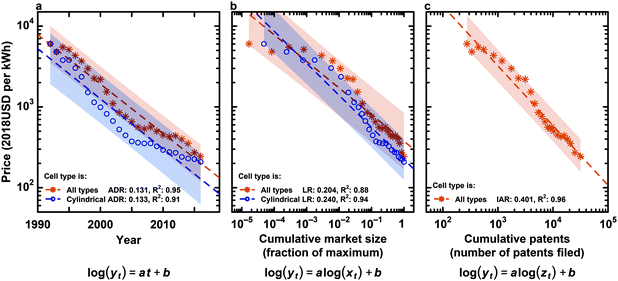 a
b
c
Price (2018USD per kWh)
10⁴
10³
10²
Cell type is:
All types ADR: 0.131, R²: 0.95
Cylindrical ADR: 0.133, R²: 0.91
1990 2000 2010
Year
log(yₜ) = at + b
Cell type is:
All types LR: 0.204, R²: 0.88
Cylindrical LR: 0.240, R²: 0.94
10⁻⁵ 10⁻⁴ 10⁻³ 10⁻² 10⁻¹ 1
Cumulative market size
(fraction of maximum)
log(yₜ) = alog(xₜ) + b
Cell type is:
All types IAR: 0.401, R²: 0.96
10² 10³ 10⁴ 10⁵
Cumulative patents
(number of patents filed)
log(yₜ) = alog(zₜ) + b